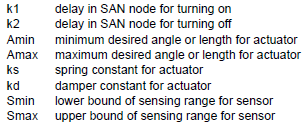 k1 delay in SAN node for turning on
k2 delay in SAN node for turning off
Amin minimum desired angle or length for actuator
Amax maximum desired angle or length for actuator
ks spring constant for actuator
kd damper constant for actuator
Smin lower bound of sensing range for sensor
Smax upper bound of sensing range for sensor